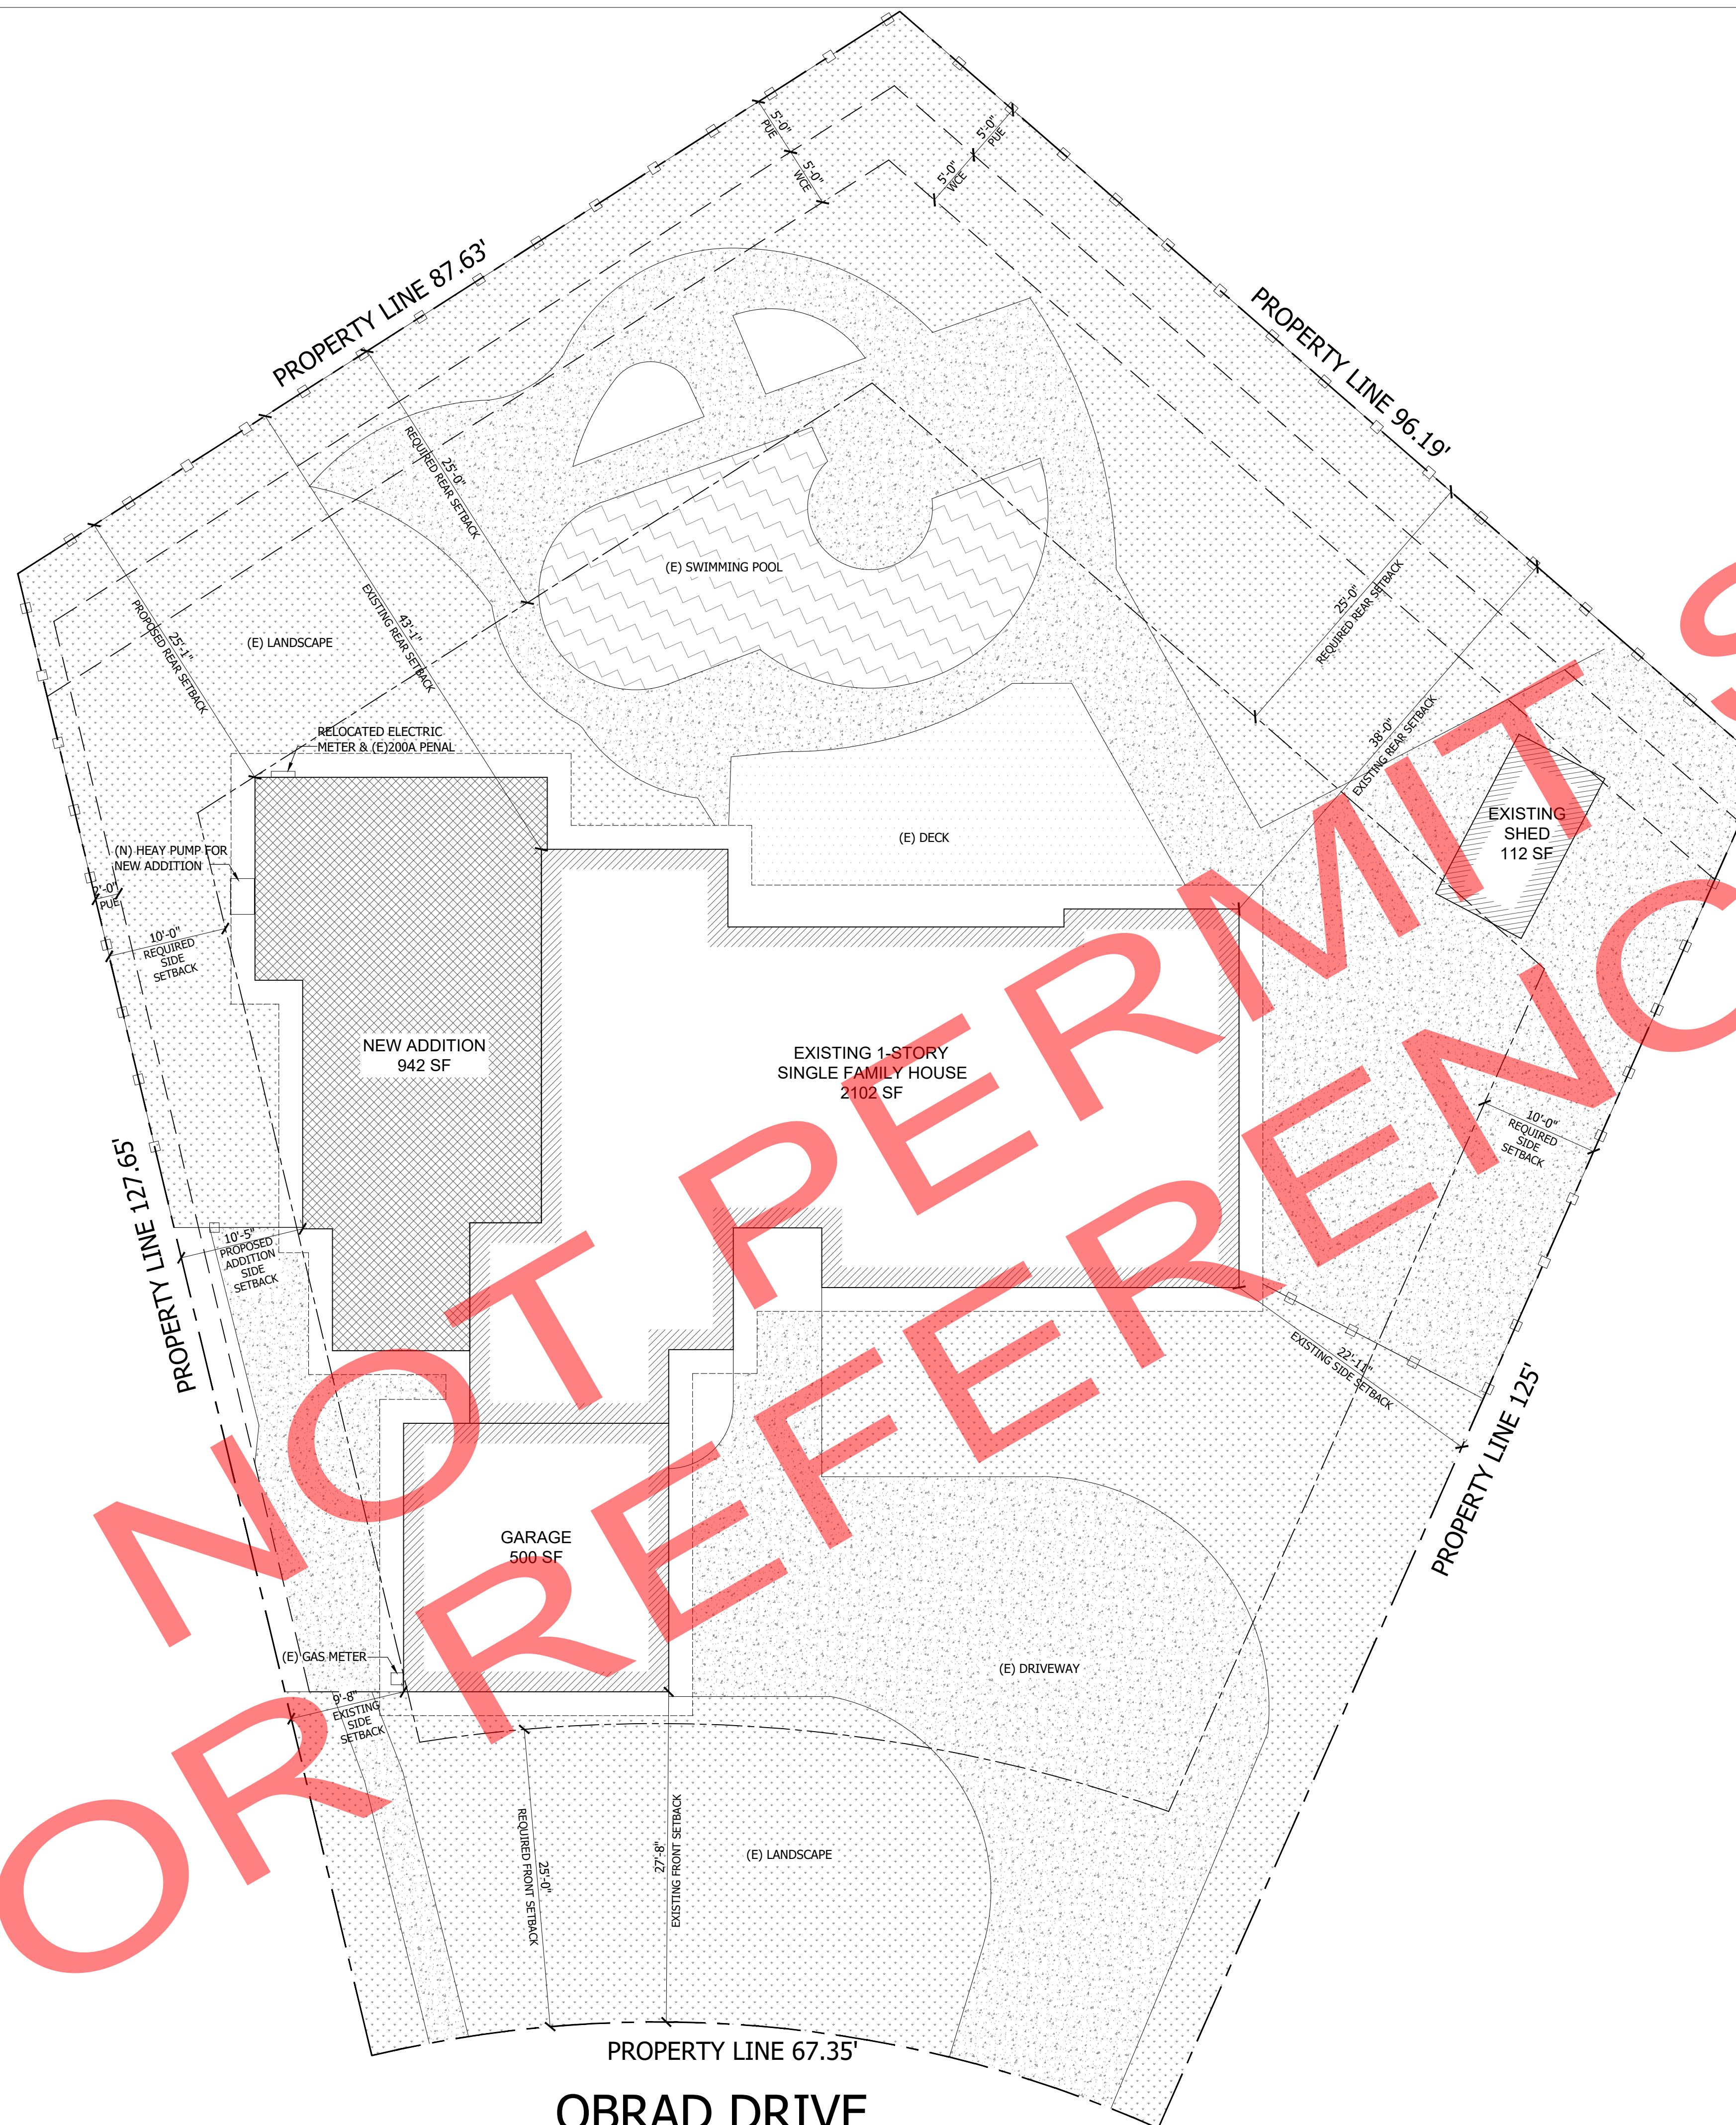 5'-0"
PUE
5'-0"
WCE
5'-0"
PUE
5'-0"
WCE
PROPERTY LINE 87.63'
PROPERTY LINE 96.19'
25'-0"
REQUIRED REAR SETBACK
(E) SWIMMING POOL
25'-0"
REQUIRED REAR SETBACK
43'-1"
EXISTING REAR SETBACK
25'-1"
PROPOSED REAR SETBACK
(E) LANDSCAPE
38'-0"
EXISTING REAR SETBACK
RELOCATED ELECTRIC
METER & (E)200A PENAL
(E) DECK
EXISTING
SHED
112 SF
(N) HEAY PUMP FOR
NEW ADDITION
2'-0"
PUE
10'-0"
REQUIRED
SIDE
SETBACK
NEW ADDITION
942 SF
EXISTING 1-STORY
SINGLE FAMILY HOUSE
2102 SF
10'-0"
REQUIRED
SIDE
SETBACK
PROPERTY LINE 127.65'
10'-5"
PROPOSED
ADDITION
SIDE
SETBACK
22'-11"
EXISTING SIDE SETBACK
PROPERTY LINE 125'
GARAGE
500 SF
(E) GAS METER
(E) DRIVEWAY
9'-8"
EXISTING
SIDE
SETBACK
25'-0"
REQUIRED FRONT SETBACK
27'-8"
EXISTING FRONT SETBACK
(E) LANDSCAPE
PROPERTY LINE 67.35'
OBRAD DRIVE
NOT PERMIT S
OR REFERENC